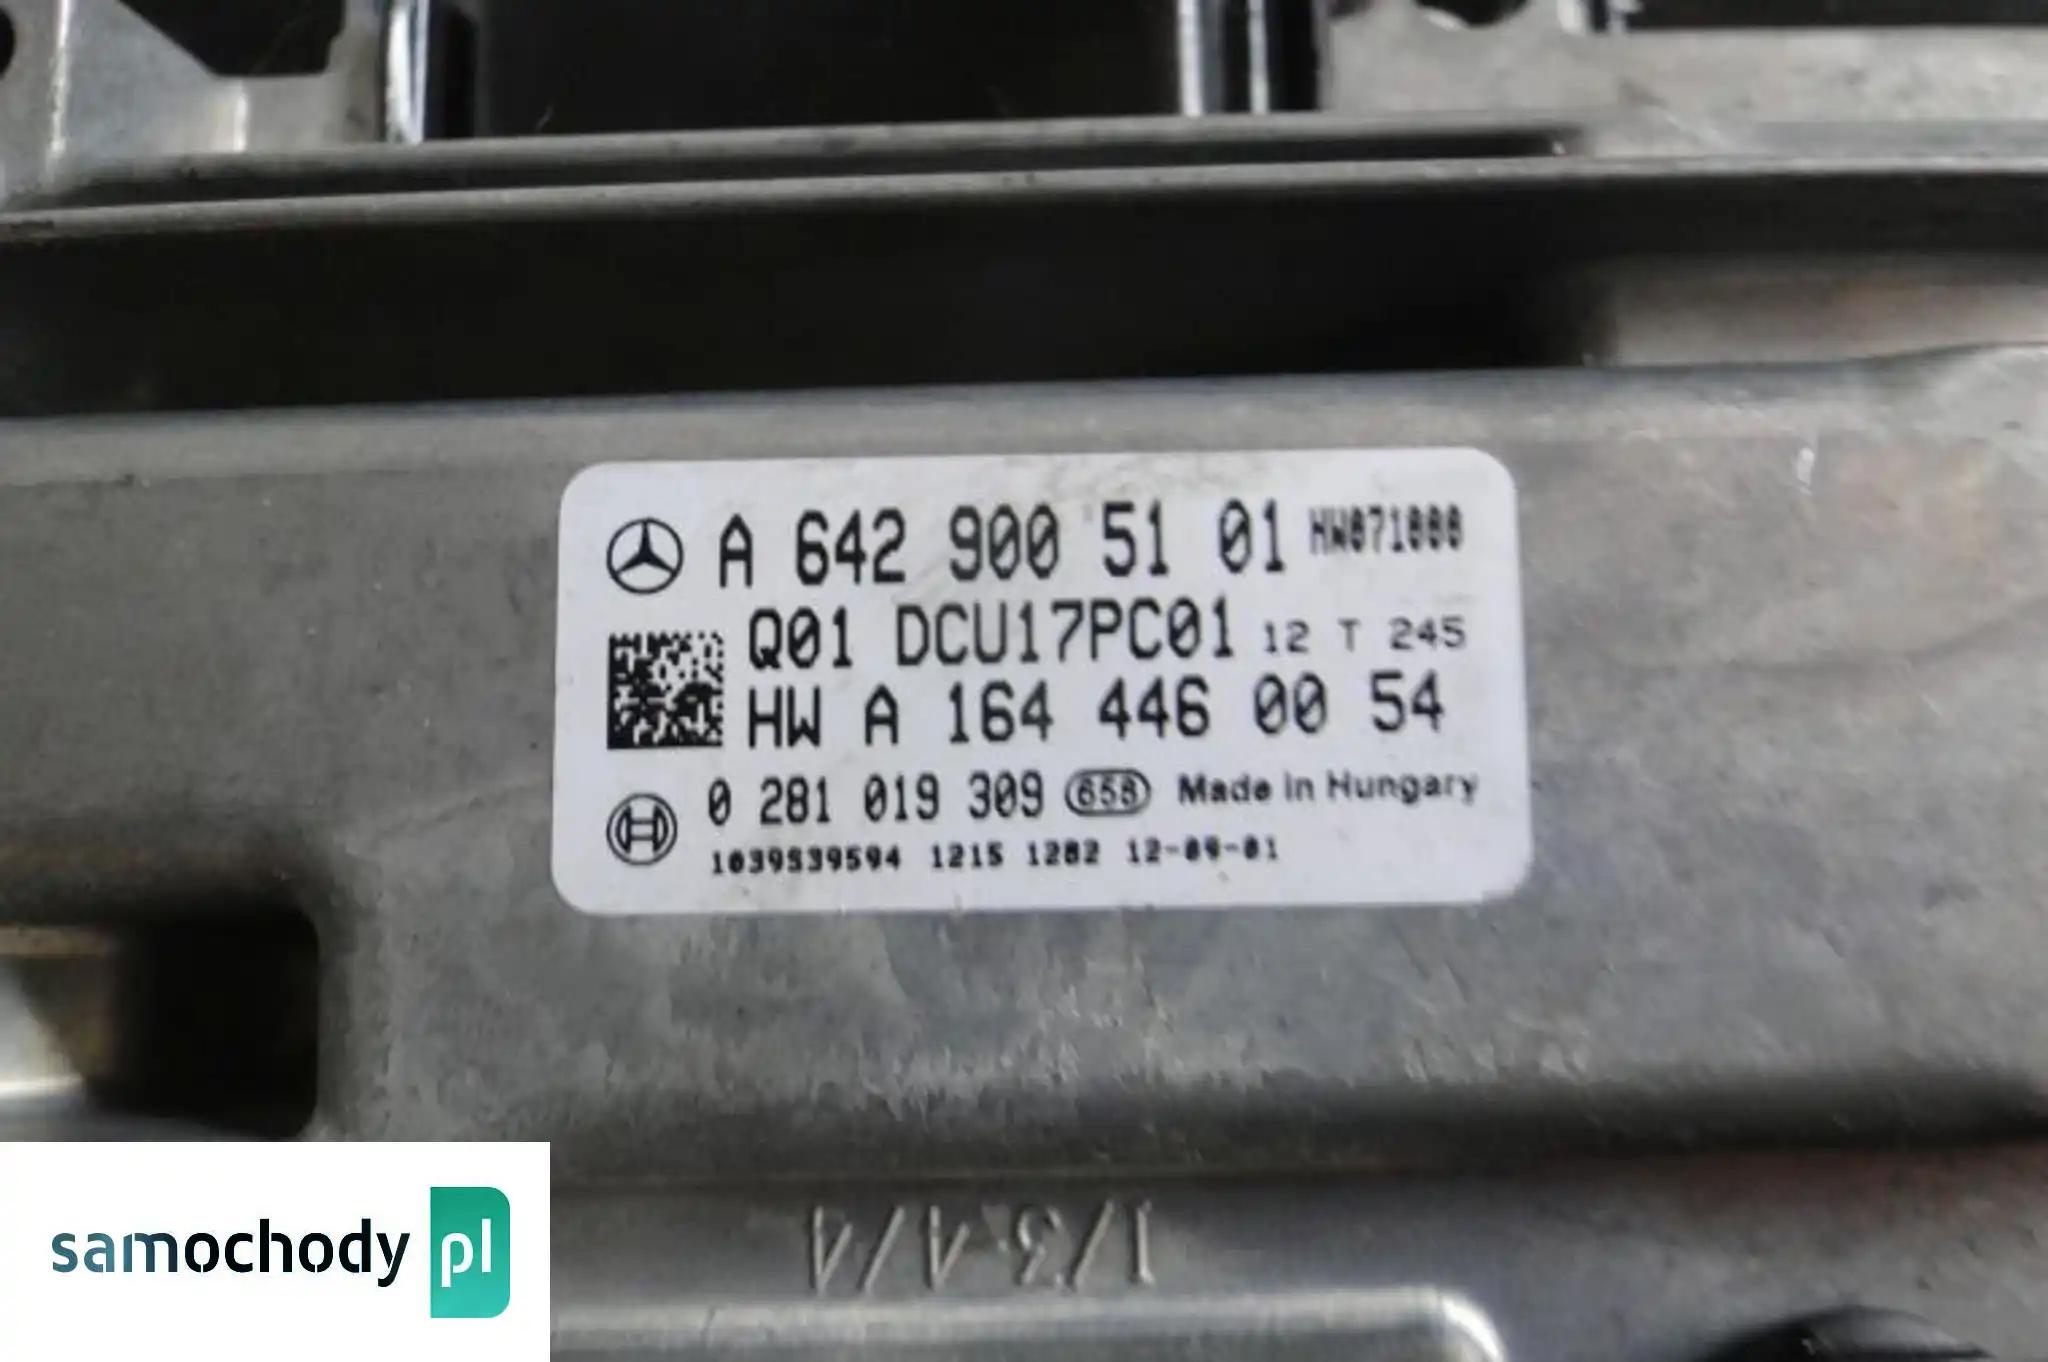 A 642 900 51 01 HW071000
Q01 DCU17PC01 12 T 245
HW A 164 446 00 54
0 281 019 309 658 Made in Hungary
1039S39594 1215 1282 12-09-01
1/3 4/4
samochody pl